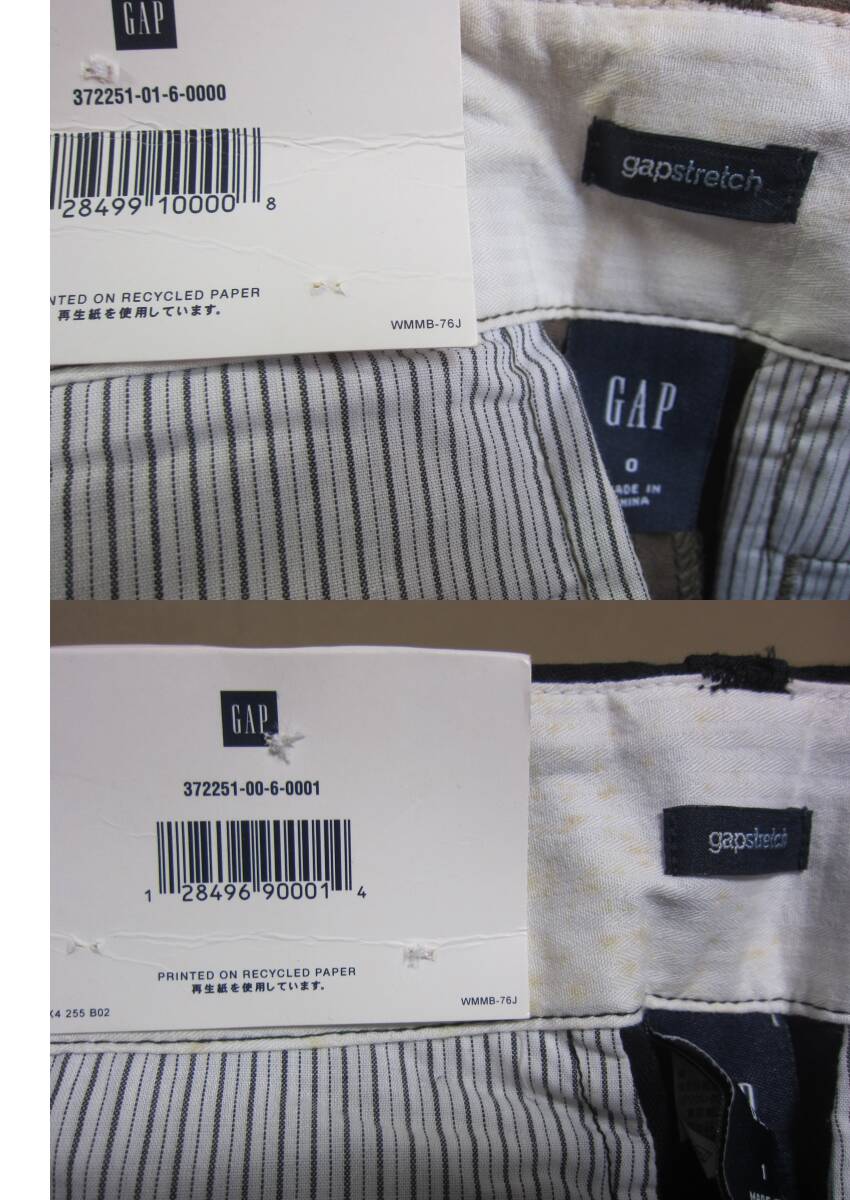 GAP
372251-01-6-0000
28499 10000 8
NTED ON RECYCLED PAPER
再生紙を使用しています。
WMMB-76J
gapstretch
GAP
0
ADE IN
HINA
GAP
372251-00-6-0001
1 28496 90001 4
PRINTED ON RECYCLED PAPER
再生紙を使用しています。
X4 255 B02
WMMB-76J
gapstretch
1